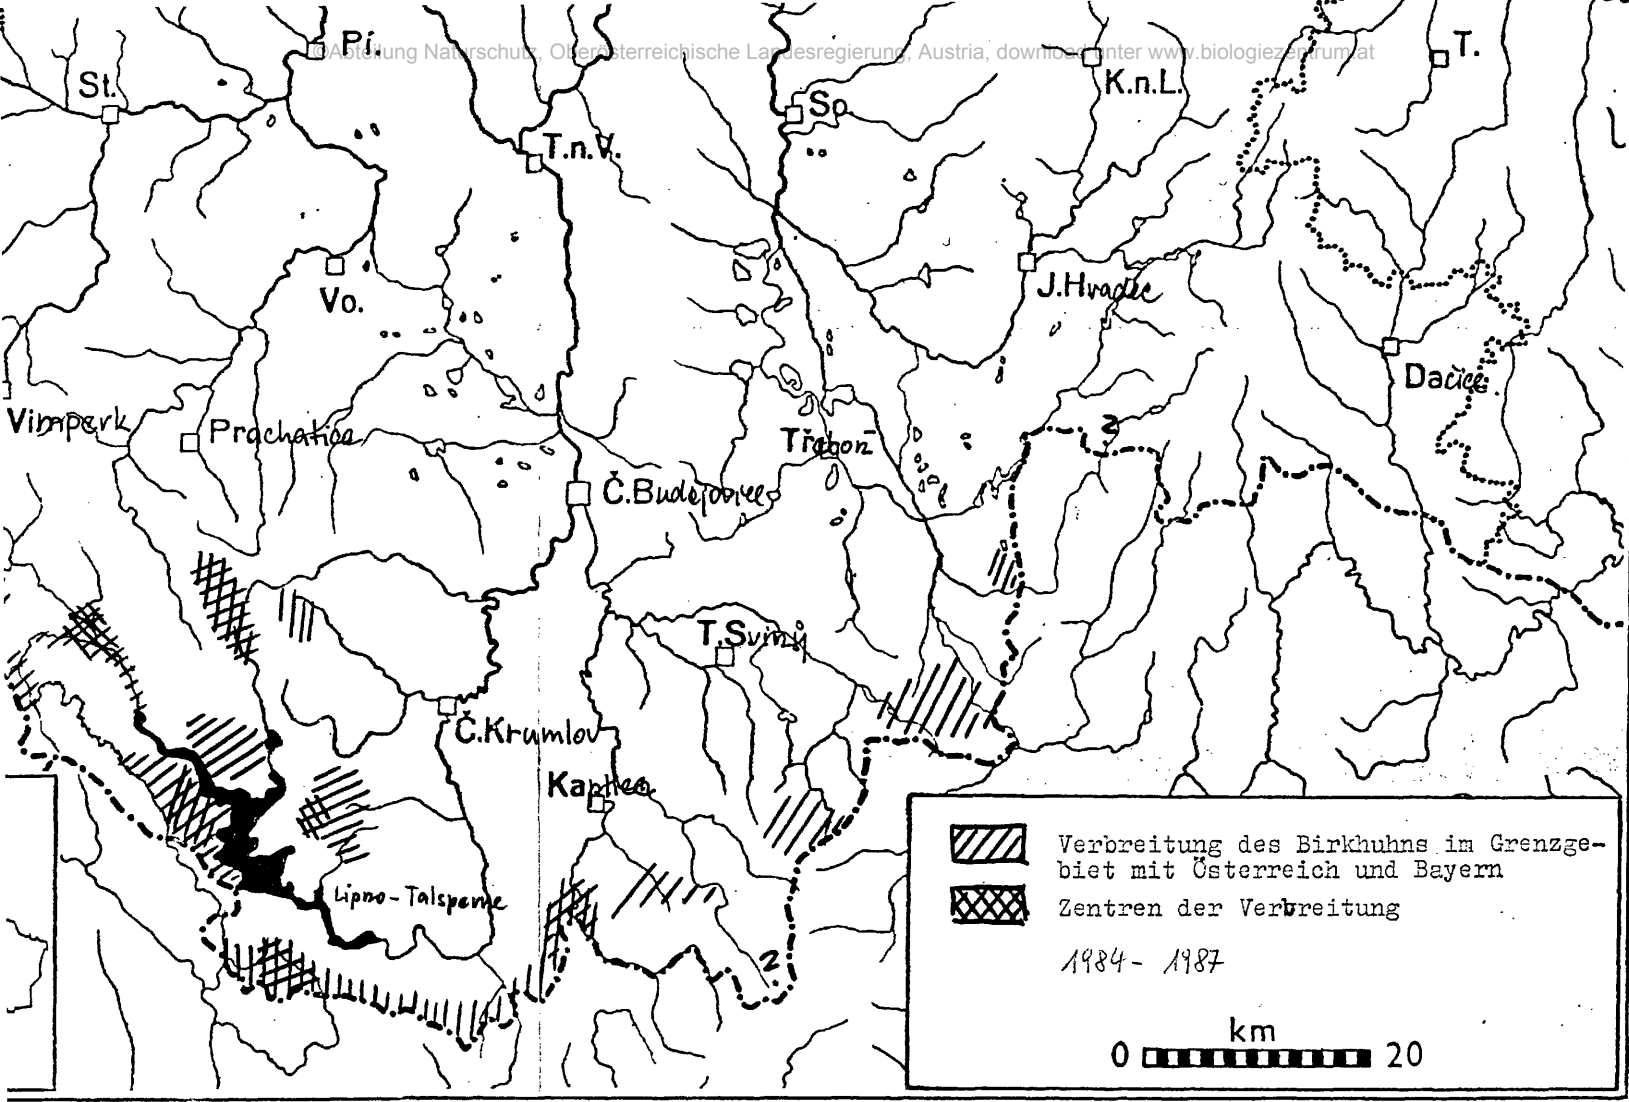 ©Abteilung Naturschutz, Oberösterreichische Landesregierung, Austria, download unter www.biologiezentrum.at
Pí.
T.
St.
K.n.L.
Sp
T.n.V.
J.Hradec
Vo.
Dačice
Vimperk
Prachatice
2
Třeboň
Č.Budějovice
T.Sviny
Č.Krumlov
Kaplice
Lipno-Talsperre
2
Verbreitung des Birkhuhns im Grenzge-
biet mit Österreich und Bayern
Zentren der Verbreitung
1984- 1987
km
0 20